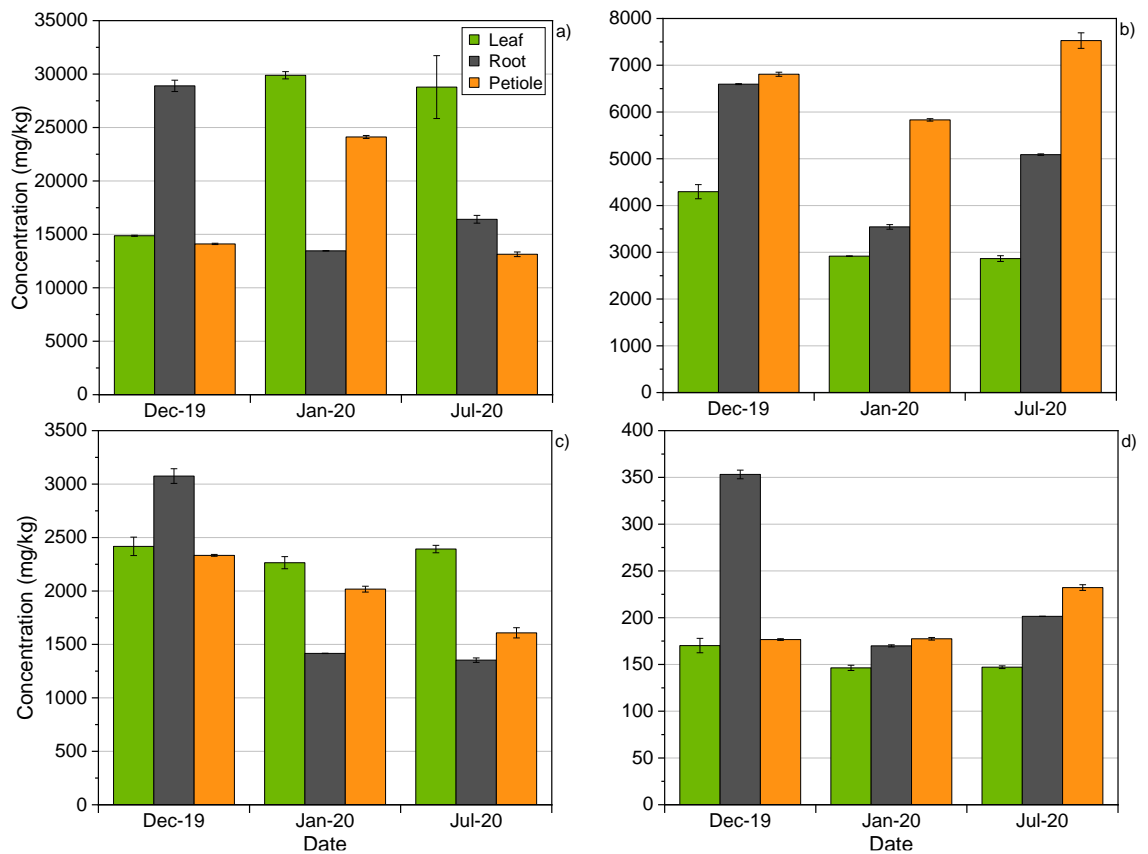 a)
Leaf
Root
Petiole
Concentration (mg/kg)
35000
30000
25000
20000
15000
10000
5000
0
Dec-19 Jan-20 Jul-20
b)
8000
7000
6000
5000
4000
3000
2000
1000
0
Dec-19 Jan-20 Jul-20
c)
Concentration (mg/kg)
3500
3000
2500
2000
1500
1000
500
0
Dec-19 Jan-20 Jul-20
Date
d)
400
350
300
250
200
150
100
50
0
Dec-19 Jan-20 Jul-20
Date